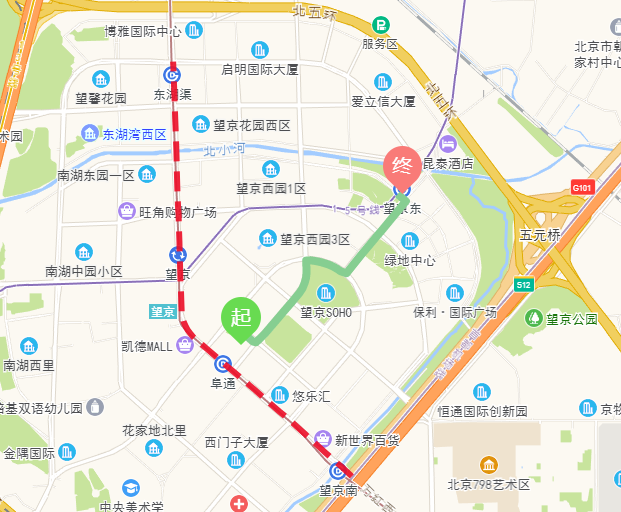 北五环
博雅国际中心
服务区
北京市朝
家村中心
启明国际大厦
东湖渠
望馨花园
爱立信大厦
术园
东湖湾西区
望京花园西区
北小河
终
昆泰酒店
南湖东园一区
望京西园1区
G101
旺角购物广场
15号线
望京东
望京西园3区
五元桥
绿地中心
南湖中园小区
望京
S12
起
望京
望京SOHO
保利·国际广场
望京公园
凯德MALL
南湖西里
阜通
悠乐汇
培基双语幼儿园
恒通国际创新园
京物
花家地北里
西门子大厦
新世界百货
金隅国际
望京南
北京798艺术区
中央美术学